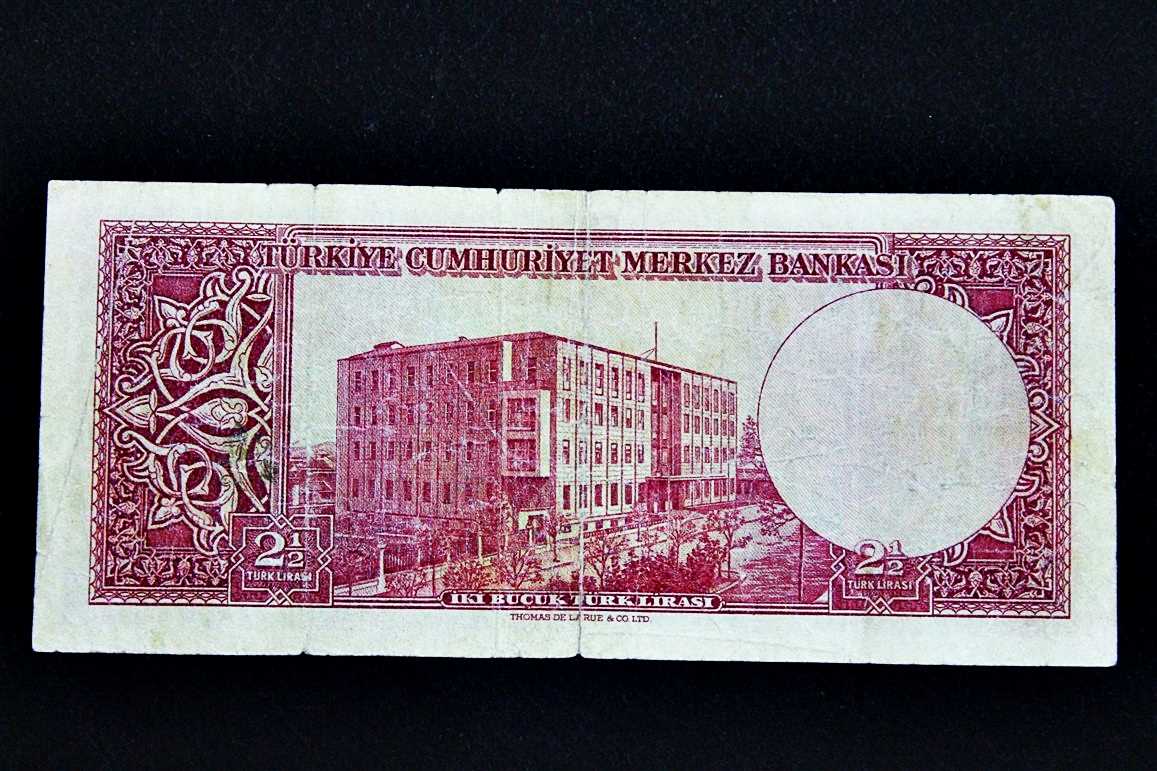 TÜRKİYE CUMHURİYET MERKEZ BANKASI
2½
TÜRK LİRASI
2½
TÜRK LİRASI
İKİ BUÇUK TÜRK LİRASI
THOMAS DE LA RUE & CO. LTD.